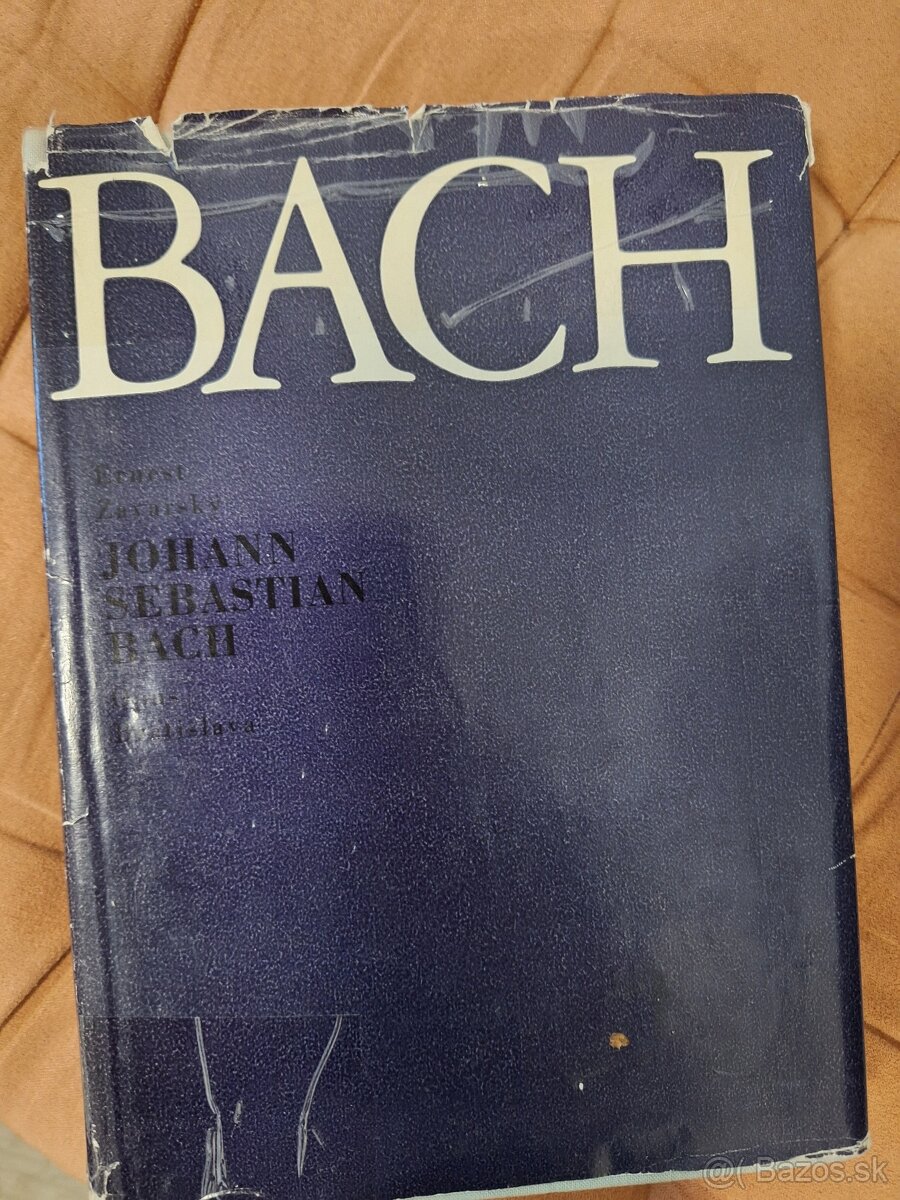 BACH
Ernest
Zavarský
JOHANN
SEBASTIAN
BACH
Opus
Bratislava
@( Bazos.sk